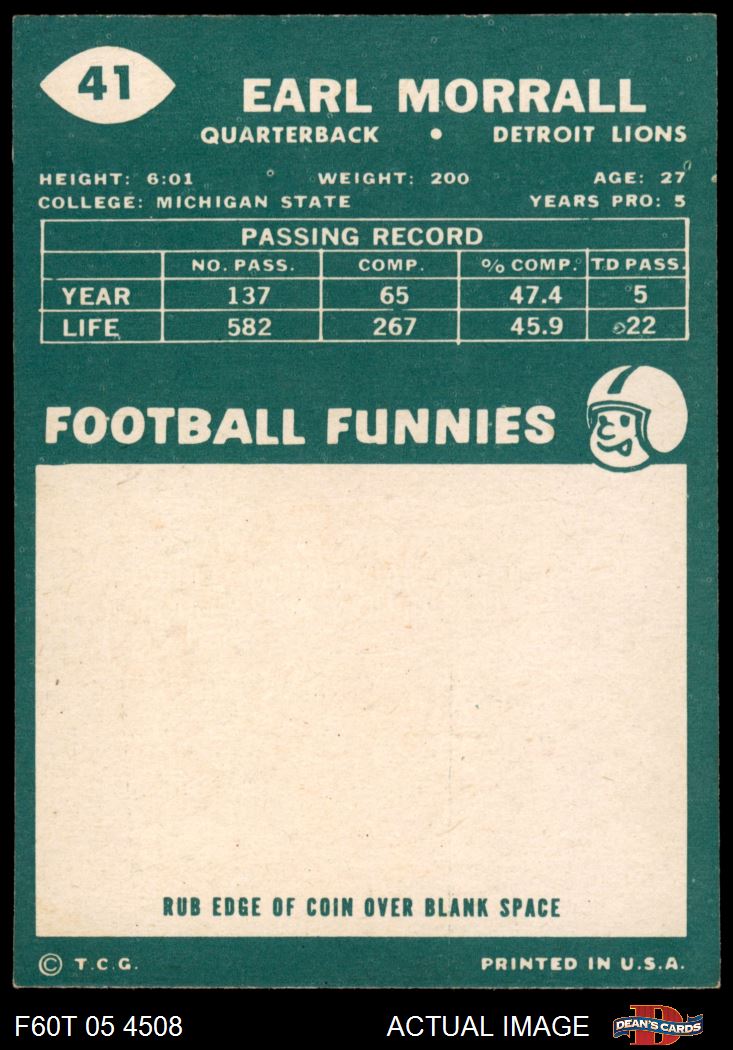 41
EARL MORRALL
QUARTERBACK • DETROIT LIONS
HEIGHT: 6:01 WEIGHT: 200 AGE: 27
COLLEGE: MICHIGAN STATE YEARS PRO: 5
PASSING RECORD
NO. PASS. COMP. % COMP. TD PASS.
YEAR 137 65 47.4 5
LIFE 582 267 45.9 22
FOOTBALL FUNNIES
RUB EDGE OF COIN OVER BLANK SPACE
© T.C.G. PRINTED IN U.S.A.
F60T 05 4508 ACTUAL IMAGE D DEAN'S CARDS